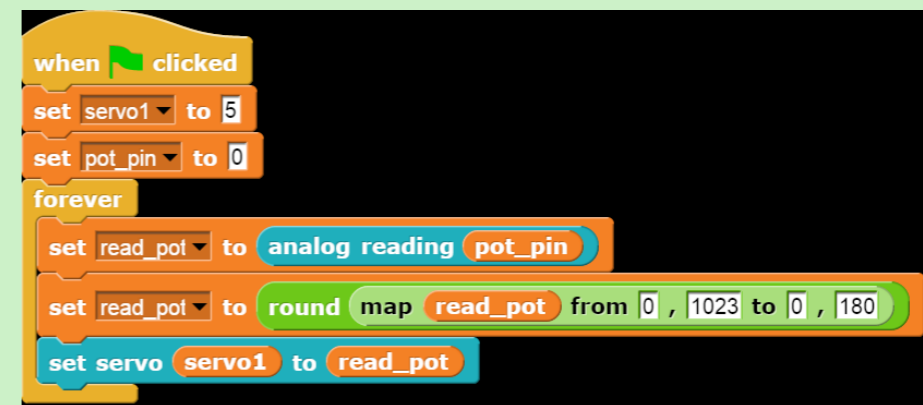 when clicked
set servo1 to 5
set pot_pin to 0
forever
set read_pot to analog reading pot_pin
set read_pot to round map read_pot from 0 , 1023 to 0 , 180
set servo servo1 to read_pot